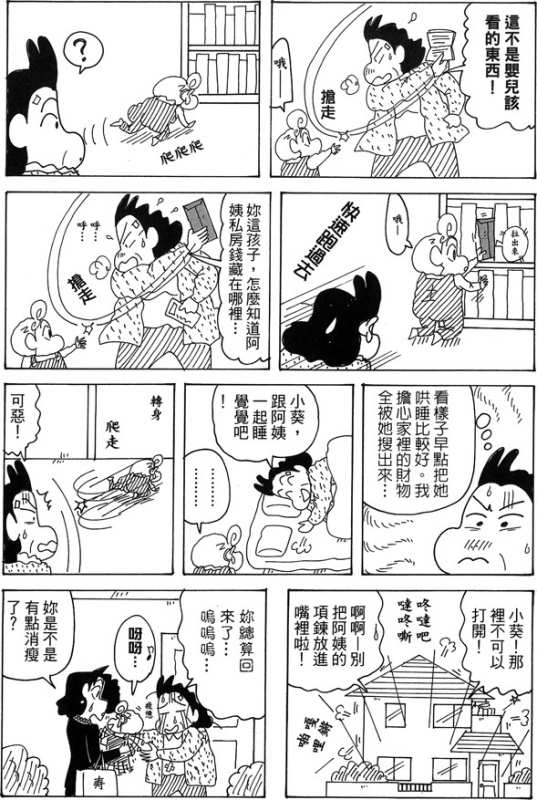 這不是嬰兒該
看的東西！
搶走
哦
？
爬爬爬
哦—
拉出來
快速跑過去
妳這孩子，怎麼知道阿
姨私房錢藏在哪裡…
呼…
呼…
搶走
看樣子早點把她
哄睡比較好。我
擔心家裡的財物
全被她搜出來…
小葵，
跟阿姨
一起睡
覺覺吧
！
………
………
轉身
爬走
可惡！
小葵！那
裡不可以
打開！
咚噠吧
噠咚嘶
啊啊—別
把阿姨的
項鍊放進
嘴裡啦！
妳總算回
來了…
嗚嗚嗚…
呀呀…
妳是不是
有點消瘦
了？
壽